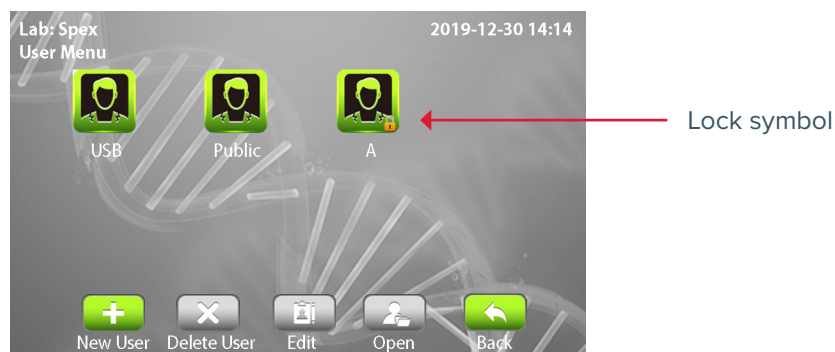 Lab: Spex
2019-12-30 14:14
User Menu
USB
Public
A
Lock symbol
New User
Delete User
Edit
Open
Back